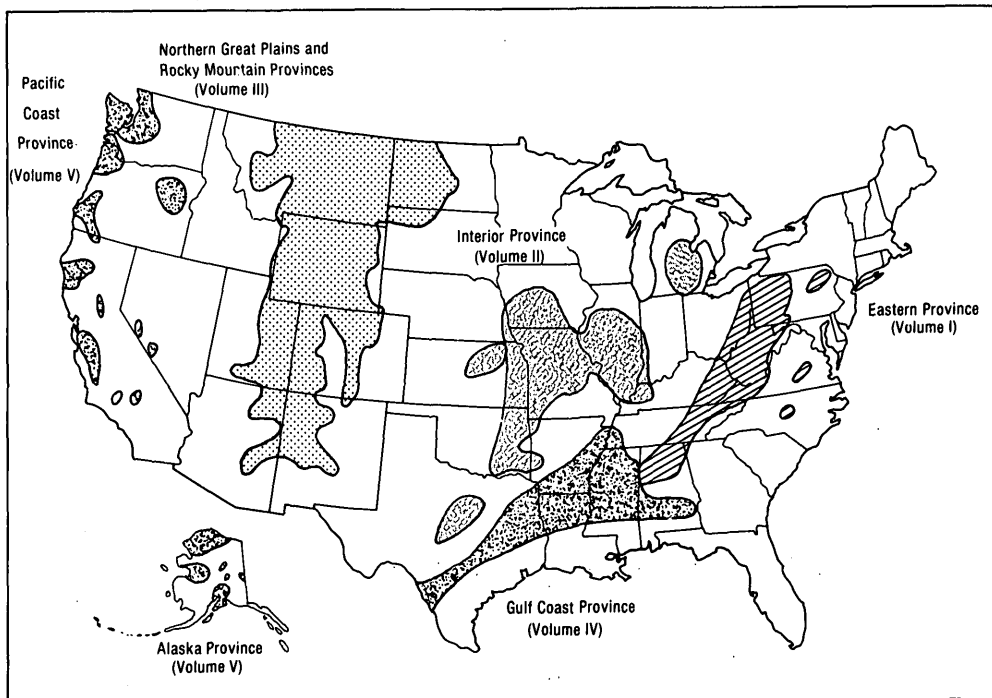 Northern Great Plains and
Rocky Mountain Provinces
(Volume III)
Pacific
Coast
Province
(Volume V)
Interior Province
(Volume II)
Eastern Province
(Volume I)
Gulf Coast Province
(Volume IV)
Alaska Province
(Volume V)